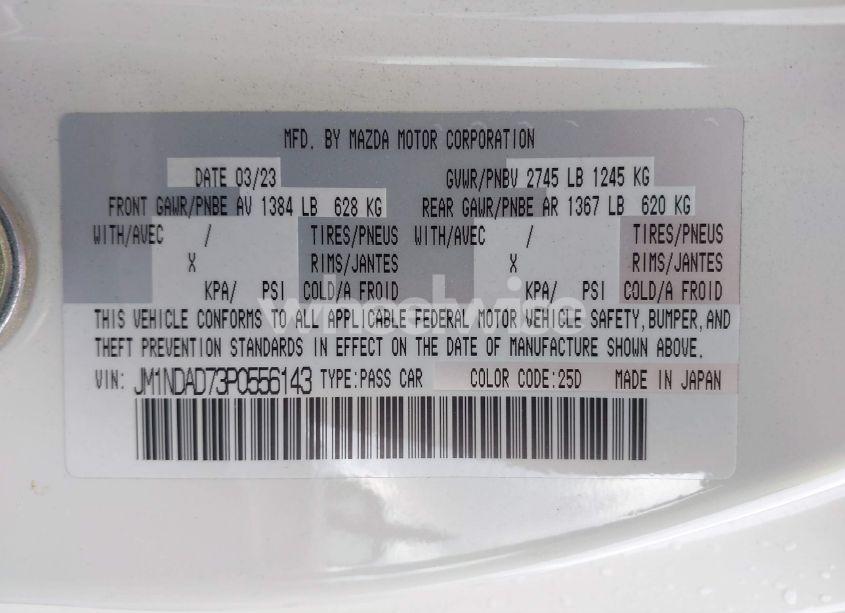 MFD. BY MAZDA MOTOR CORPORATION
DATE 03/23 GVWR/PNBV 2745 LB 1245 KG
FRONT GAWR/PNBE AV 1384 LB 628 KG REAR GAWR/PNBE AR 1367 LB 620 KG
WITH/AVEC / TIRES/PNEUS WITH/AVEC / TIRES/PNEUS
X RIMS/JANTES X RIMS/JANTES
KPA/ PSI COLD/A FROID KPA/ PSI COLD/A FROID
wheelwise
THIS VEHICLE CONFORMS TO ALL APPLICABLE FEDERAL MOTOR VEHICLE SAFETY, BUMPER, AND
THEFT PREVENTION STANDARDS IN EFFECT ON THE DATE OF MANUFACTURE SHOWN ABOVE.
VIN: JM1NDAD73P0556143 TYPE:PASS CAR COLOR CODE:25D MADE IN JAPAN